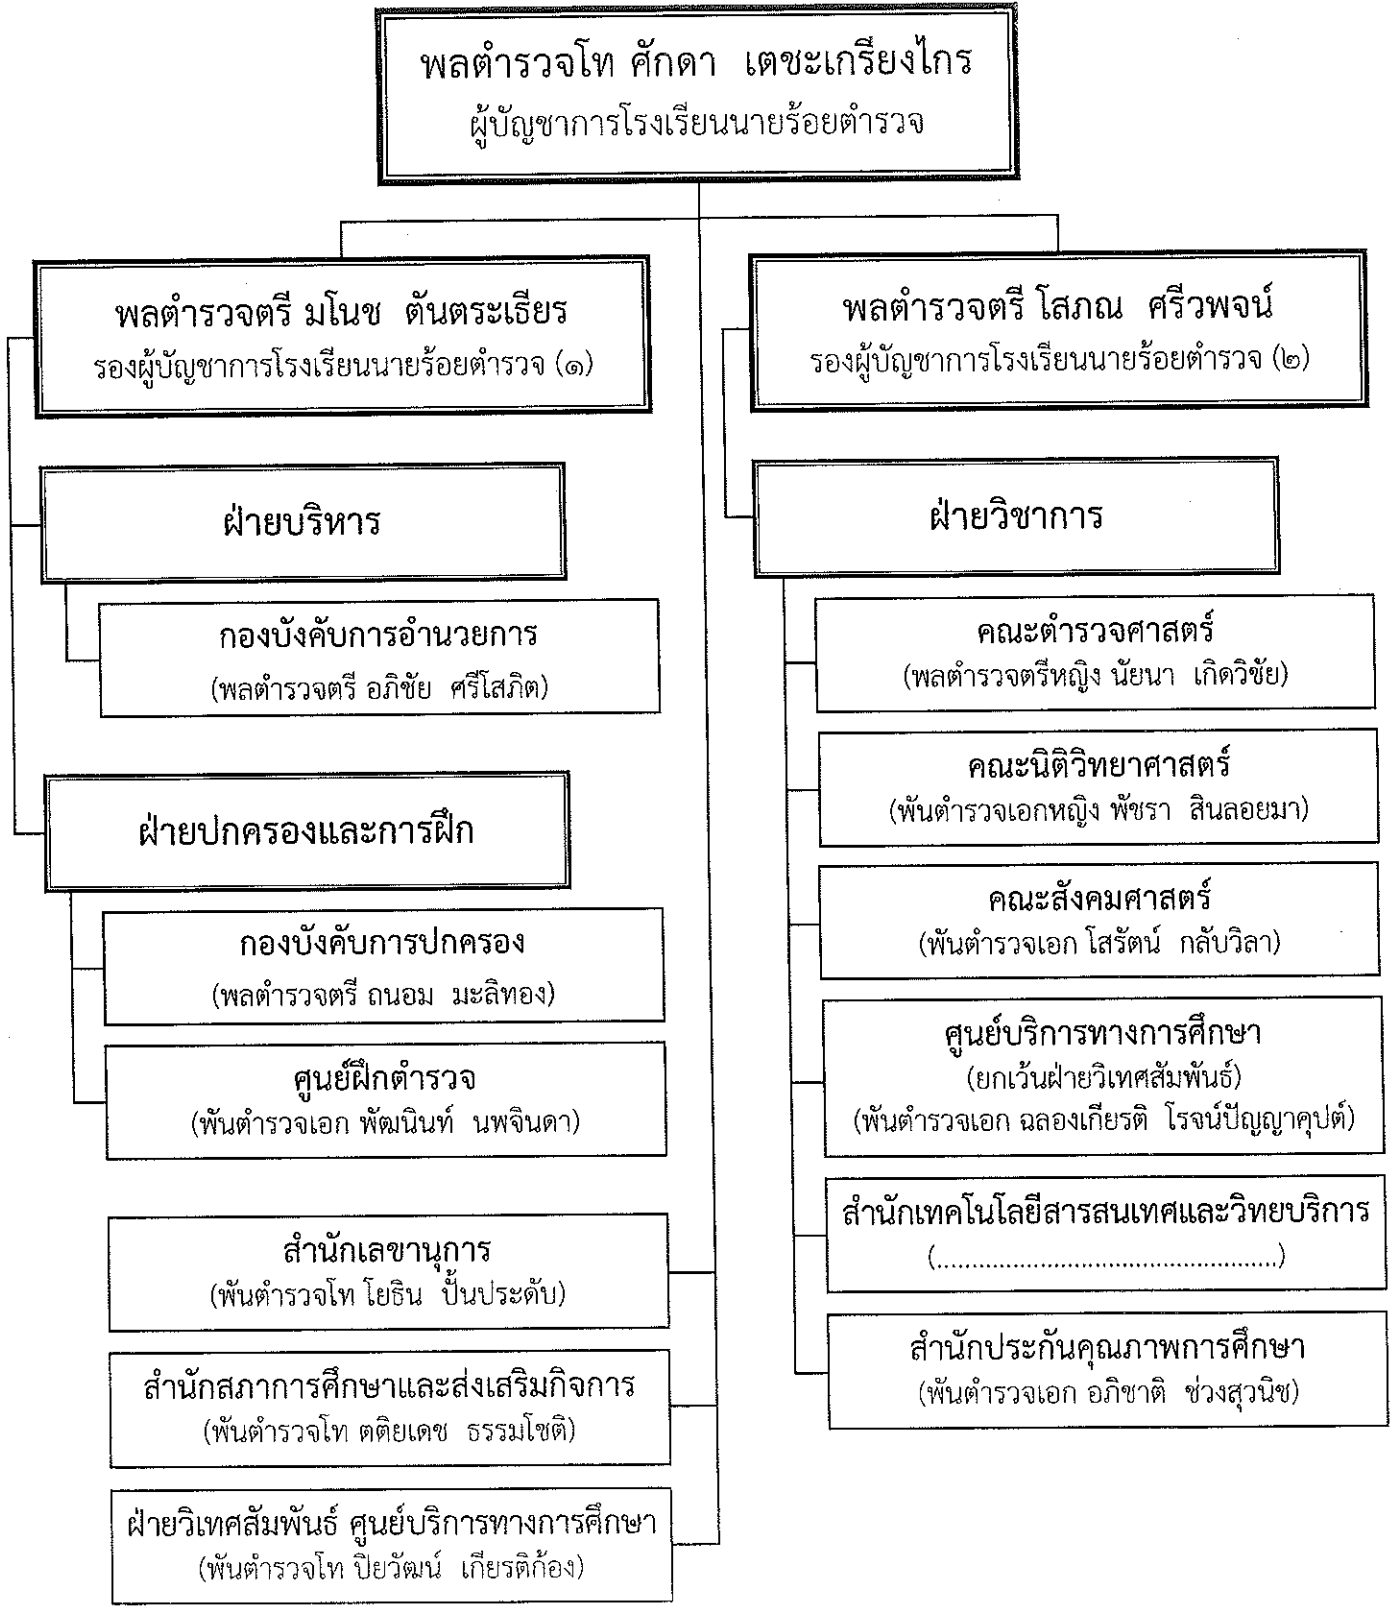 พลตำรวจโท ศักดา เตชะเกรียงไกร
ผู้บัญชาการโรงเรียนนายร้อยตำรวจ
พลตำรวจตรี มโนช ตันตระเธียร
รองผู้บัญชาการโรงเรียนนายร้อยตำรวจ (๑)
ฝ่ายบริหาร
กองบังคับการอำนวยการ
(พลตำรวจตรี อภิชัย ศรีโสภิต)
ฝ่ายปกครองและการฝึก
กองบังคับการปกครอง
(พลตำรวจตรี ถนอม มะลิทอง)
ศูนย์ฝึกตำรวจ
(พันตำรวจเอก พัฒนินท์ นพจินดา)
สำนักเลขานุการ
(พันตำรวจโท โยธิน ปั้นประดับ)
สำนักสภาการศึกษาและส่งเสริมกิจการ
(พันตำรวจโท ตติยเดช ธรรมโชติ)
ฝ่ายวิเทศสัมพันธ์ ศูนย์บริการทางการศึกษา
(พันตำรวจโท ปิยวัฒน์ เกียรติก้อง)
พลตำรวจตรี โสภณ ศรีวพจน์
รองผู้บัญชาการโรงเรียนนายร้อยตำรวจ (๒)
ฝ่ายวิชาการ
คณะตำรวจศาสตร์
(พลตำรวจตรีหญิง นัยนา เกิดวิชัย)
คณะนิติวิทยาศาสตร์
(พันตำรวจเอกหญิง พัชรา สินลอยมา)
คณะสังคมศาสตร์
(พันตำรวจเอก โสรัตน์ กลับวิลา)
ศูนย์บริการทางการศึกษา
(ยกเว้นฝ่ายวิเทศสัมพันธ์)
(พันตำรวจเอก ฉลองเกียรติ โรจน์ปัญญาคุปต์)
สำนักเทคโนโลยีสารสนเทศและวิทยบริการ
(................................................)
สำนักประกันคุณภาพการศึกษา
(พันตำรวจเอก อภิชาติ ช่วงสุวนิช)